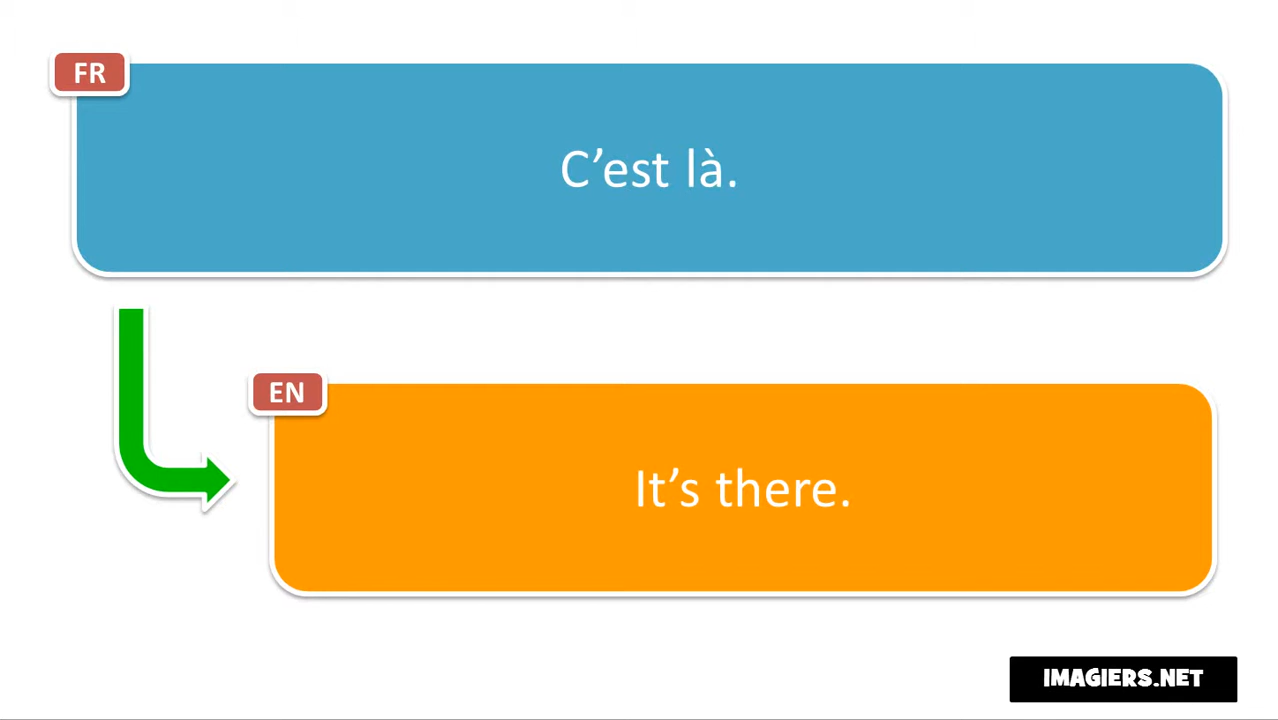 FR
C’est là.
EN
It’s there.
IMAGIERS.NET